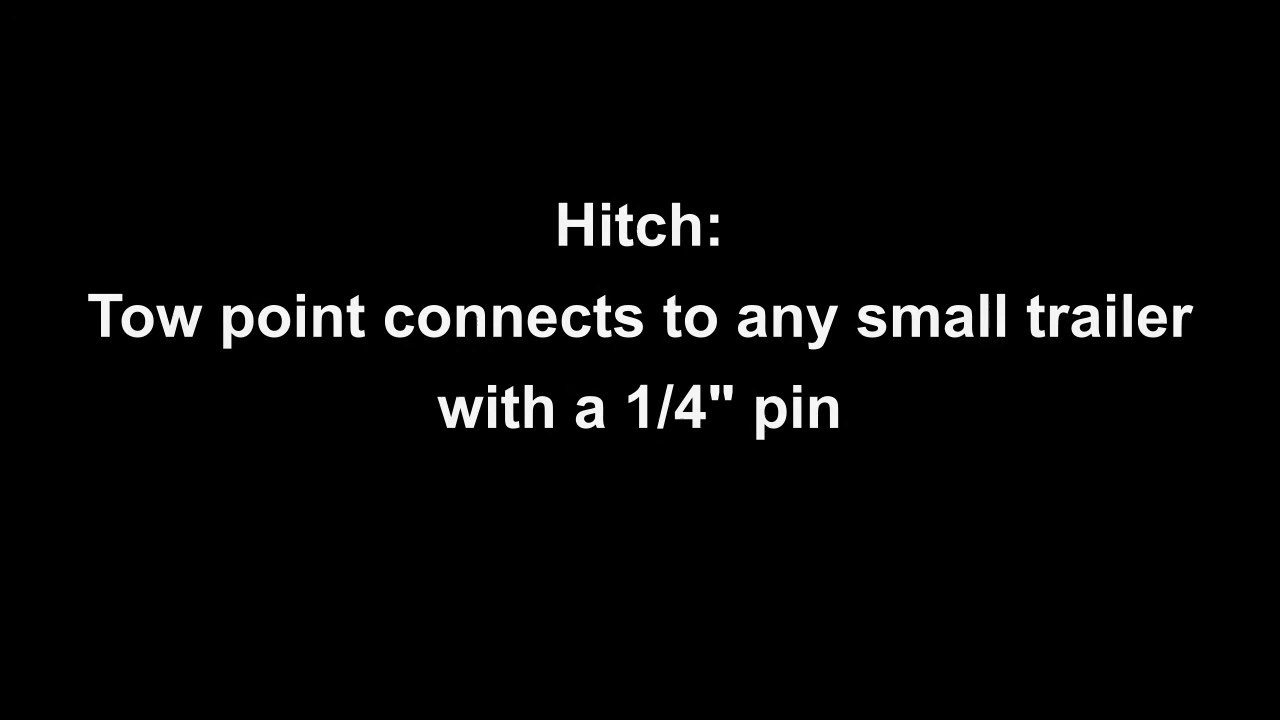 Hitch:
Tow point connects to any small trailer
with a 1/4" pin